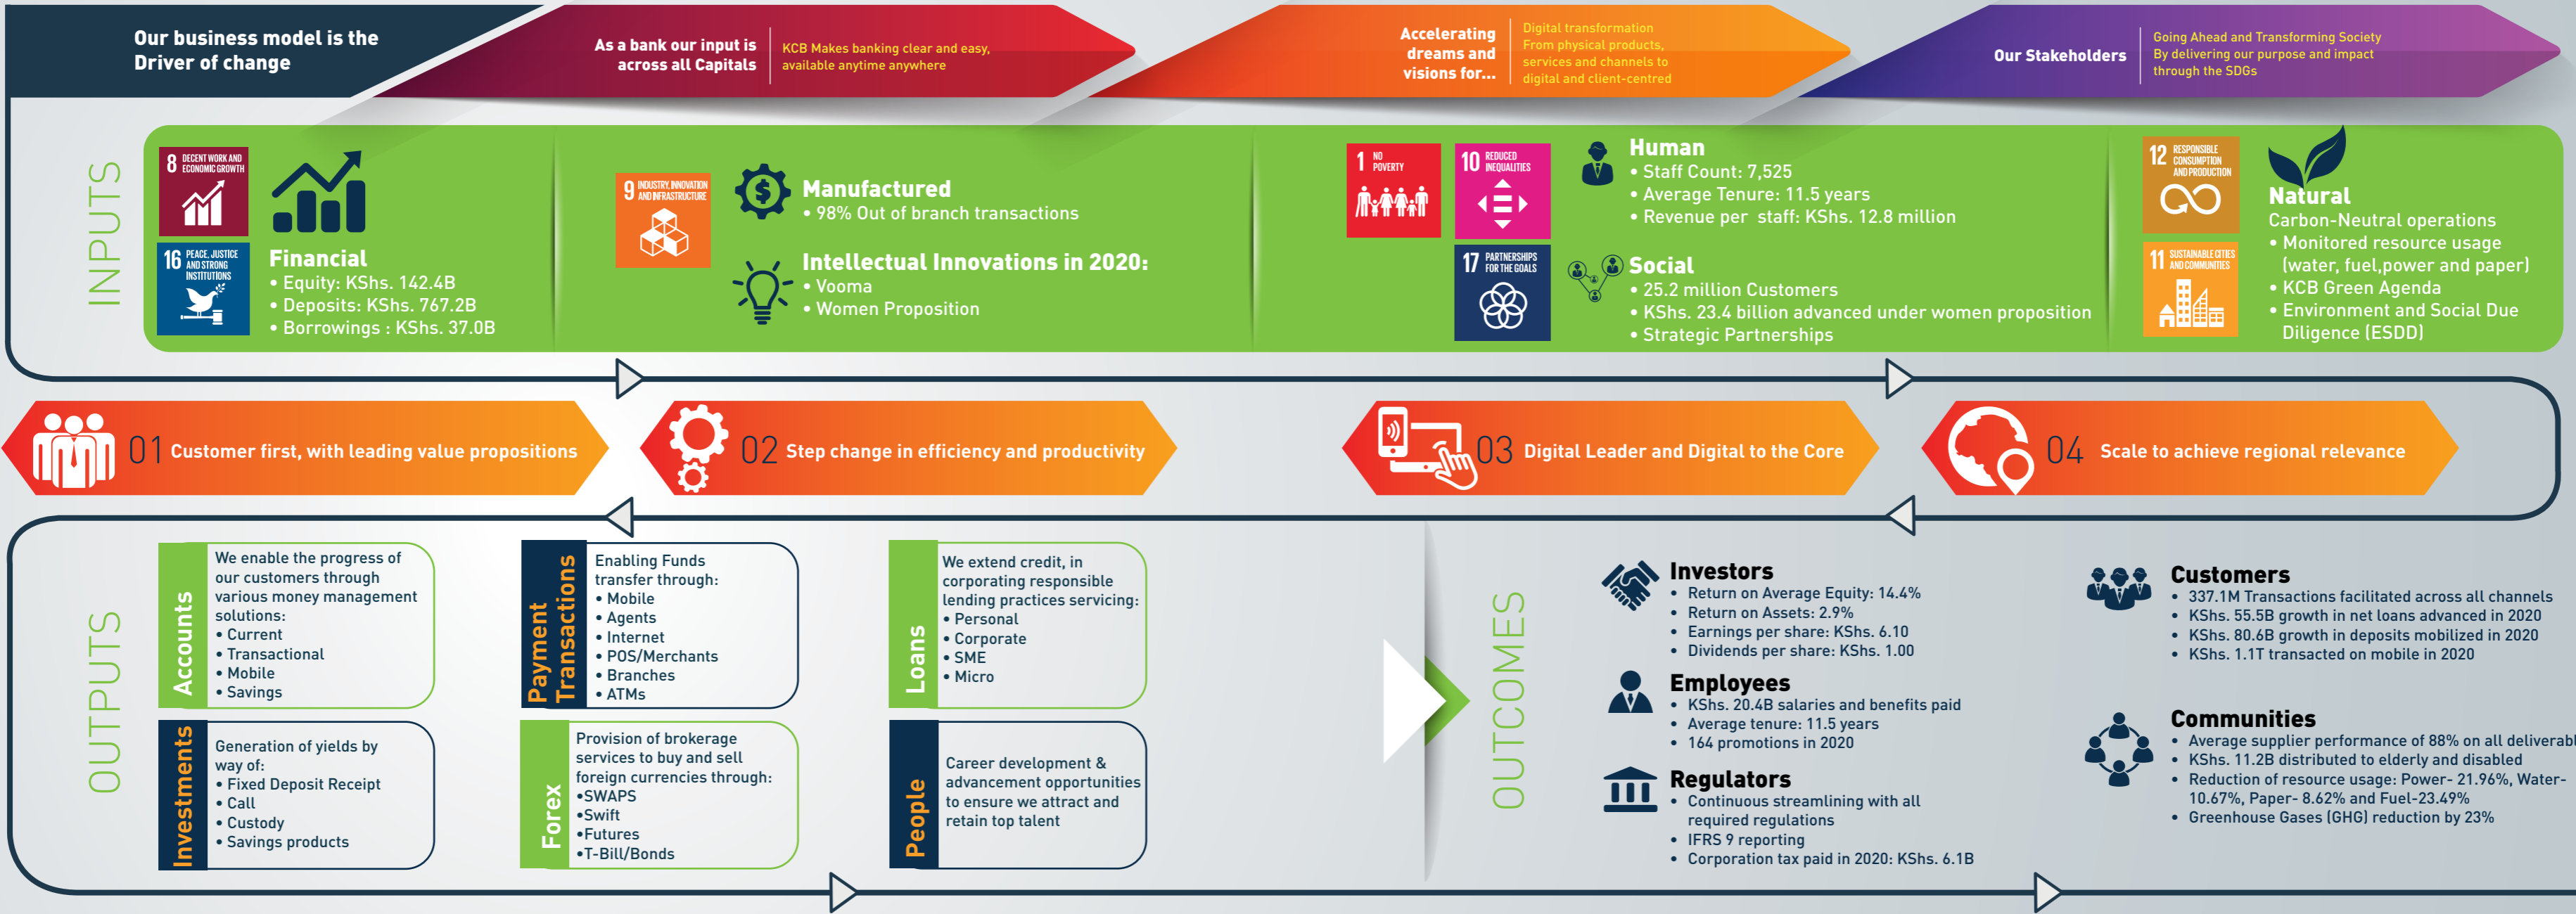 Our business model is the
Driver of change
As a bank our input is
across all Capitals
KCB Makes banking clear and easy,
available anytime anywhere
Accelerating
dreams and
visions for...
Digital transformation
From physical products,
services and channels to
digital and client-centred
Our Stakeholders
Going Ahead and Transforming Society
By delivering our purpose and impact
through the SDGs
INPUTS
8 DECENT WORK AND
ECONOMIC GROWTH
16 PEACE, JUSTICE
AND STRONG
INSTITUTIONS
Financial
• Equity: KShs. 142.4B
• Deposits: KShs. 767.2B
• Borrowings : KShs. 37.0B
9 INDUSTRY, INNOVATION
AND INFRASTRUCTURE
$
Manufactured
• 98% Out of branch transactions
Intellectual Innovations in 2020:
• Vooma
• Women Proposition
1 NO
POVERTY
10 REDUCED
INEQUALITIES
17 PARTNERSHIPS
FOR THE GOALS
Human
• Staff Count: 7,525
• Average Tenure: 11.5 years
• Revenue per staff: KShs. 12.8 million
Social
• 25.2 million Customers
• KShs. 23.4 billion advanced under women proposition
• Strategic Partnerships
12 RESPONSIBLE
CONSUMPTION
AND PRODUCTION
11 SUSTAINABLE CITIES
AND COMMUNITIES
Natural
Carbon-Neutral operations
• Monitored resource usage
(water, fuel,power and paper)
• KCB Green Agenda
• Environment and Social Due
Diligence (ESDD)
01 Customer first, with leading value propositions
02 Step change in efficiency and productivity
03 Digital Leader and Digital to the Core
04 Scale to achieve regional relevance
OUTPUTS
Accounts
We enable the progress of
our customers through
various money management
solutions:
• Current
• Transactional
• Mobile
• Savings
Payment
Transactions
Enabling Funds
transfer through:
• Mobile
• Agents
• Internet
• POS/Merchants
• Branches
• ATMs
Loans
We extend credit, in
corporating responsible
lending practices servicing:
• Personal
• Corporate
• SME
• Micro
Investments
Generation of yields by
way of:
• Fixed Deposit Receipt
• Call
• Custody
• Savings products
Forex
Provision of brokerage
services to buy and sell
foreign currencies through:
•SWAPS
•Swift
•Futures
•T-Bill/Bonds
People
Career development &
advancement opportunities
to ensure we attract and
retain top talent
OUTCOMES
Investors
• Return on Average Equity: 14.4%
• Return on Assets: 2.9%
• Earnings per share: KShs. 6.10
• Dividends per share: KShs. 1.00
Employees
• KShs. 20.4B salaries and benefits paid
• Average tenure: 11.5 years
• 164 promotions in 2020
Regulators
• Continuous streamlining with all
required regulations
• IFRS 9 reporting
• Corporation tax paid in 2020: KShs. 6.1B
Customers
• 337.1M Transactions facilitated across all channels
• KShs. 55.5B growth in net loans advanced in 2020
• KShs. 80.6B growth in deposits mobilized in 2020
• KShs. 1.1T transacted on mobile in 2020
Communities
• Average supplier performance of 88% on all deliverabl
• KShs. 11.2B distributed to elderly and disabled
• Reduction of resource usage: Power- 21.96%, Water-
10.67%, Paper- 8.62% and Fuel-23.49%
• Greenhouse Gases (GHG) reduction by 23%